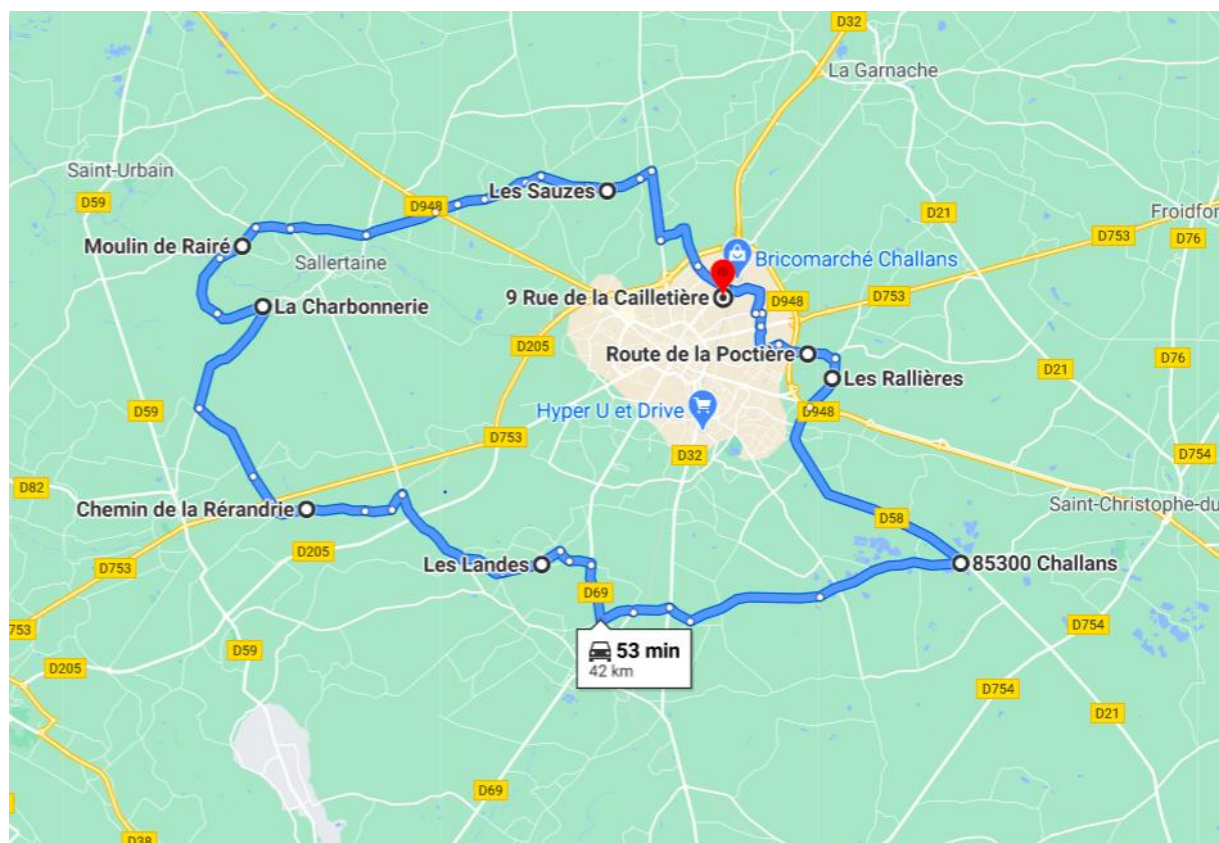 D32
La Garnache
Saint-Urbain
Les Sauzes
D59
D948
D21
Froidfon
D753
D76
Moulin de Rairé
Sallertaine
Bricomarché Challans
9 Rue de la Cailletière
D948
D753
La Charbonnerie
D205
Route de la Poctière
D76
D21
Les Rallières
D59
Hyper U et Drive
D948
D753
D32
D754
D82
Chemin de la Rérandrie
Saint-Christophe-du
D58
D205
D753
Les Landes
85300 Challans
D69
753
D754
53 min
42 km
D59
D205
D754
D21
D69
D38